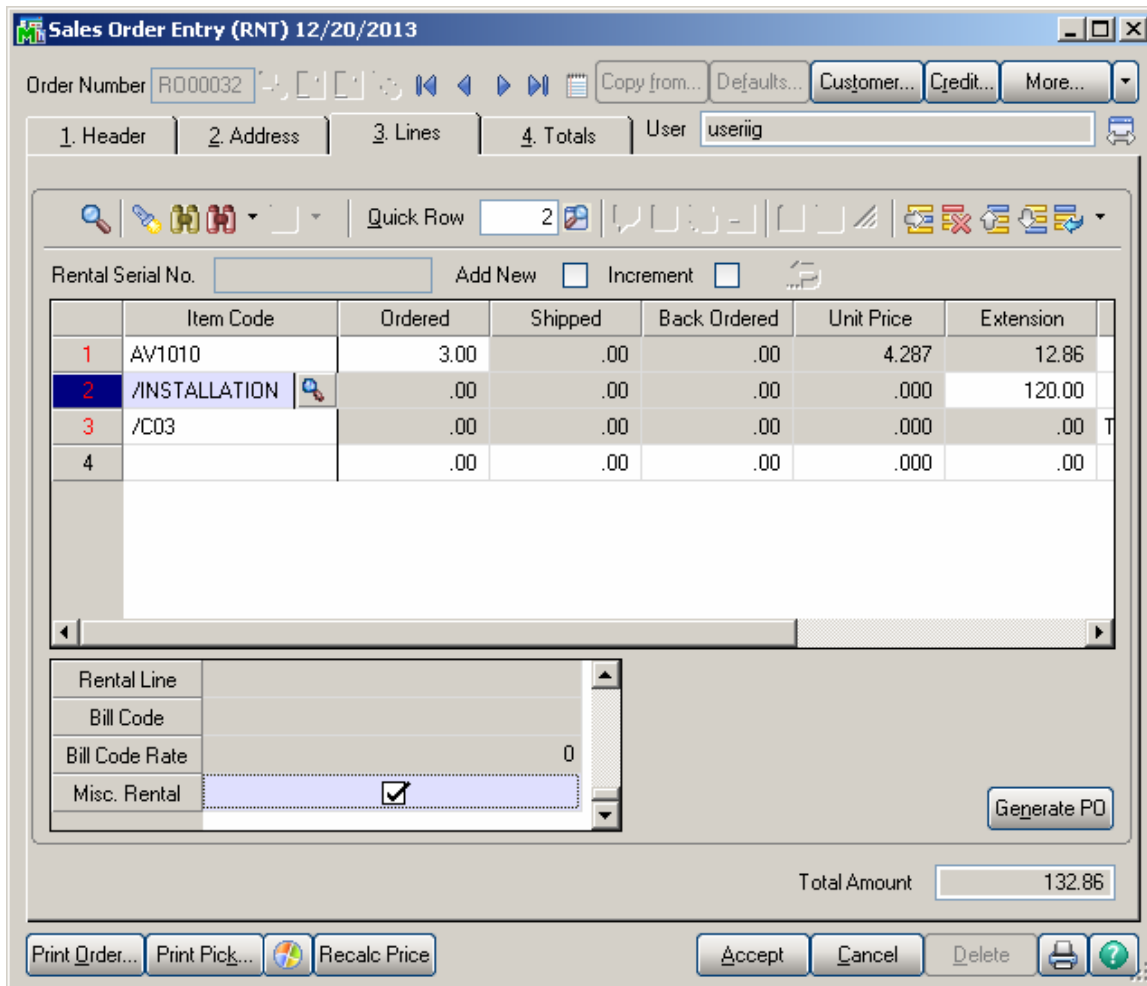 Sales Order Entry (RNT) 12/20/2013
Order Number RO00032 Copy from... Defaults... Customer... Credit... More...
1. Header 2. Address 3. Lines 4. Totals User useriig
Quick Row 2
Rental Serial No. Add New Increment
Item Code Ordered Shipped Back Ordered Unit Price Extension
1 AV1010 3.00 .00 .00 4.287 12.86
2 /INSTALLATION .00 .00 .00 .000 120.00
3 /C03 .00 .00 .00 .000 .00 T
4 .00 .00 .00 .000 .00
Rental Line
Bill Code
Bill Code Rate 0
Misc. Rental
Generate PO
Total Amount 132.86
Print Order... Print Pick... Recalc Price Accept Cancel Delete